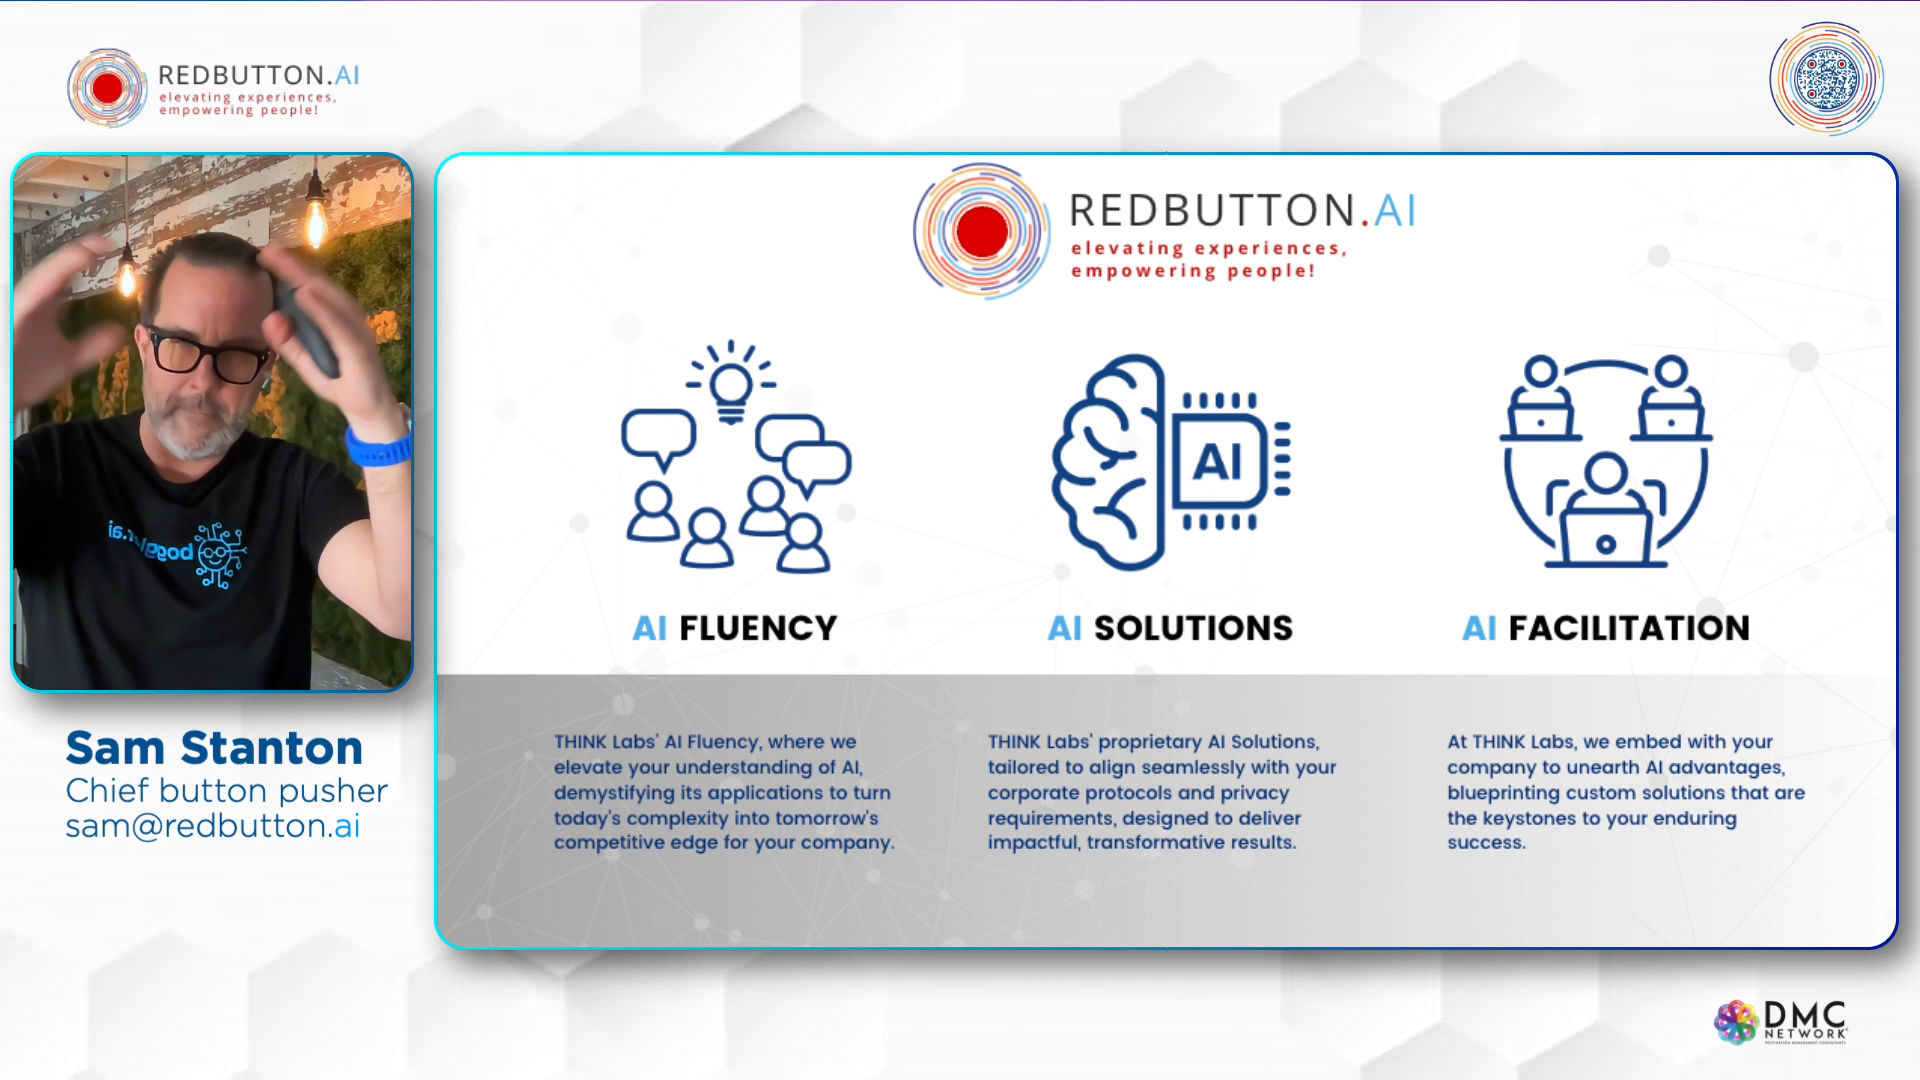 REDBUTTON.AI
elevating experiences,
empowering people!
REDBUTTON.AI
elevating experiences,
empowering people!
AI
AI FLUENCY
AI SOLUTIONS
AI FACILITATION
THINK Labs' AI Fluency, where we
elevate your understanding of AI,
demystifying its applications to turn
today's complexity into tomorrow's
competitive edge for your company.
THINK Labs' proprietary AI Solutions,
tailored to align seamlessly with your
corporate protocols and privacy
requirements, designed to deliver
impactful, transformative results.
At THINK Labs, we embed with your
company to unearth AI advantages,
blueprinting custom solutions that are
the keystones to your enduring
success.
Sam Stanton
Chief button pusher
sam@redbutton.ai
DMC
NETWORK